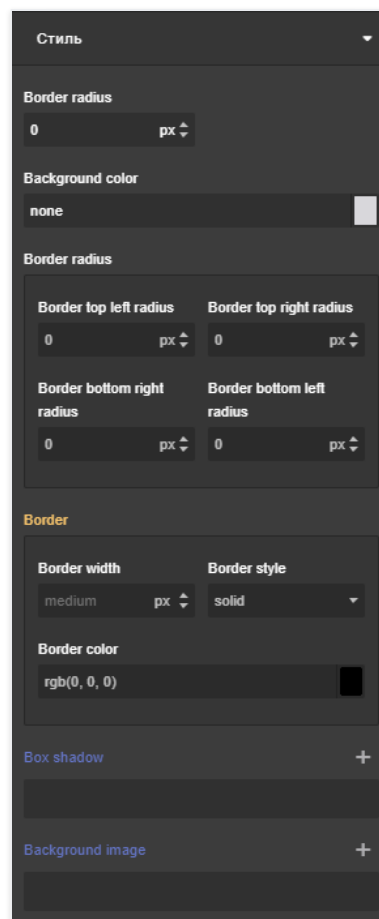 Стиль
Border radius
0 px
Background color
none
Border radius
Border top left radius Border top right radius
0 px 0 px
Border bottom right Border bottom left
radius radius
0 px 0 px
Border
Border width Border style
medium px solid
Border color
rgb(0, 0, 0)
Box shadow +
Background image +